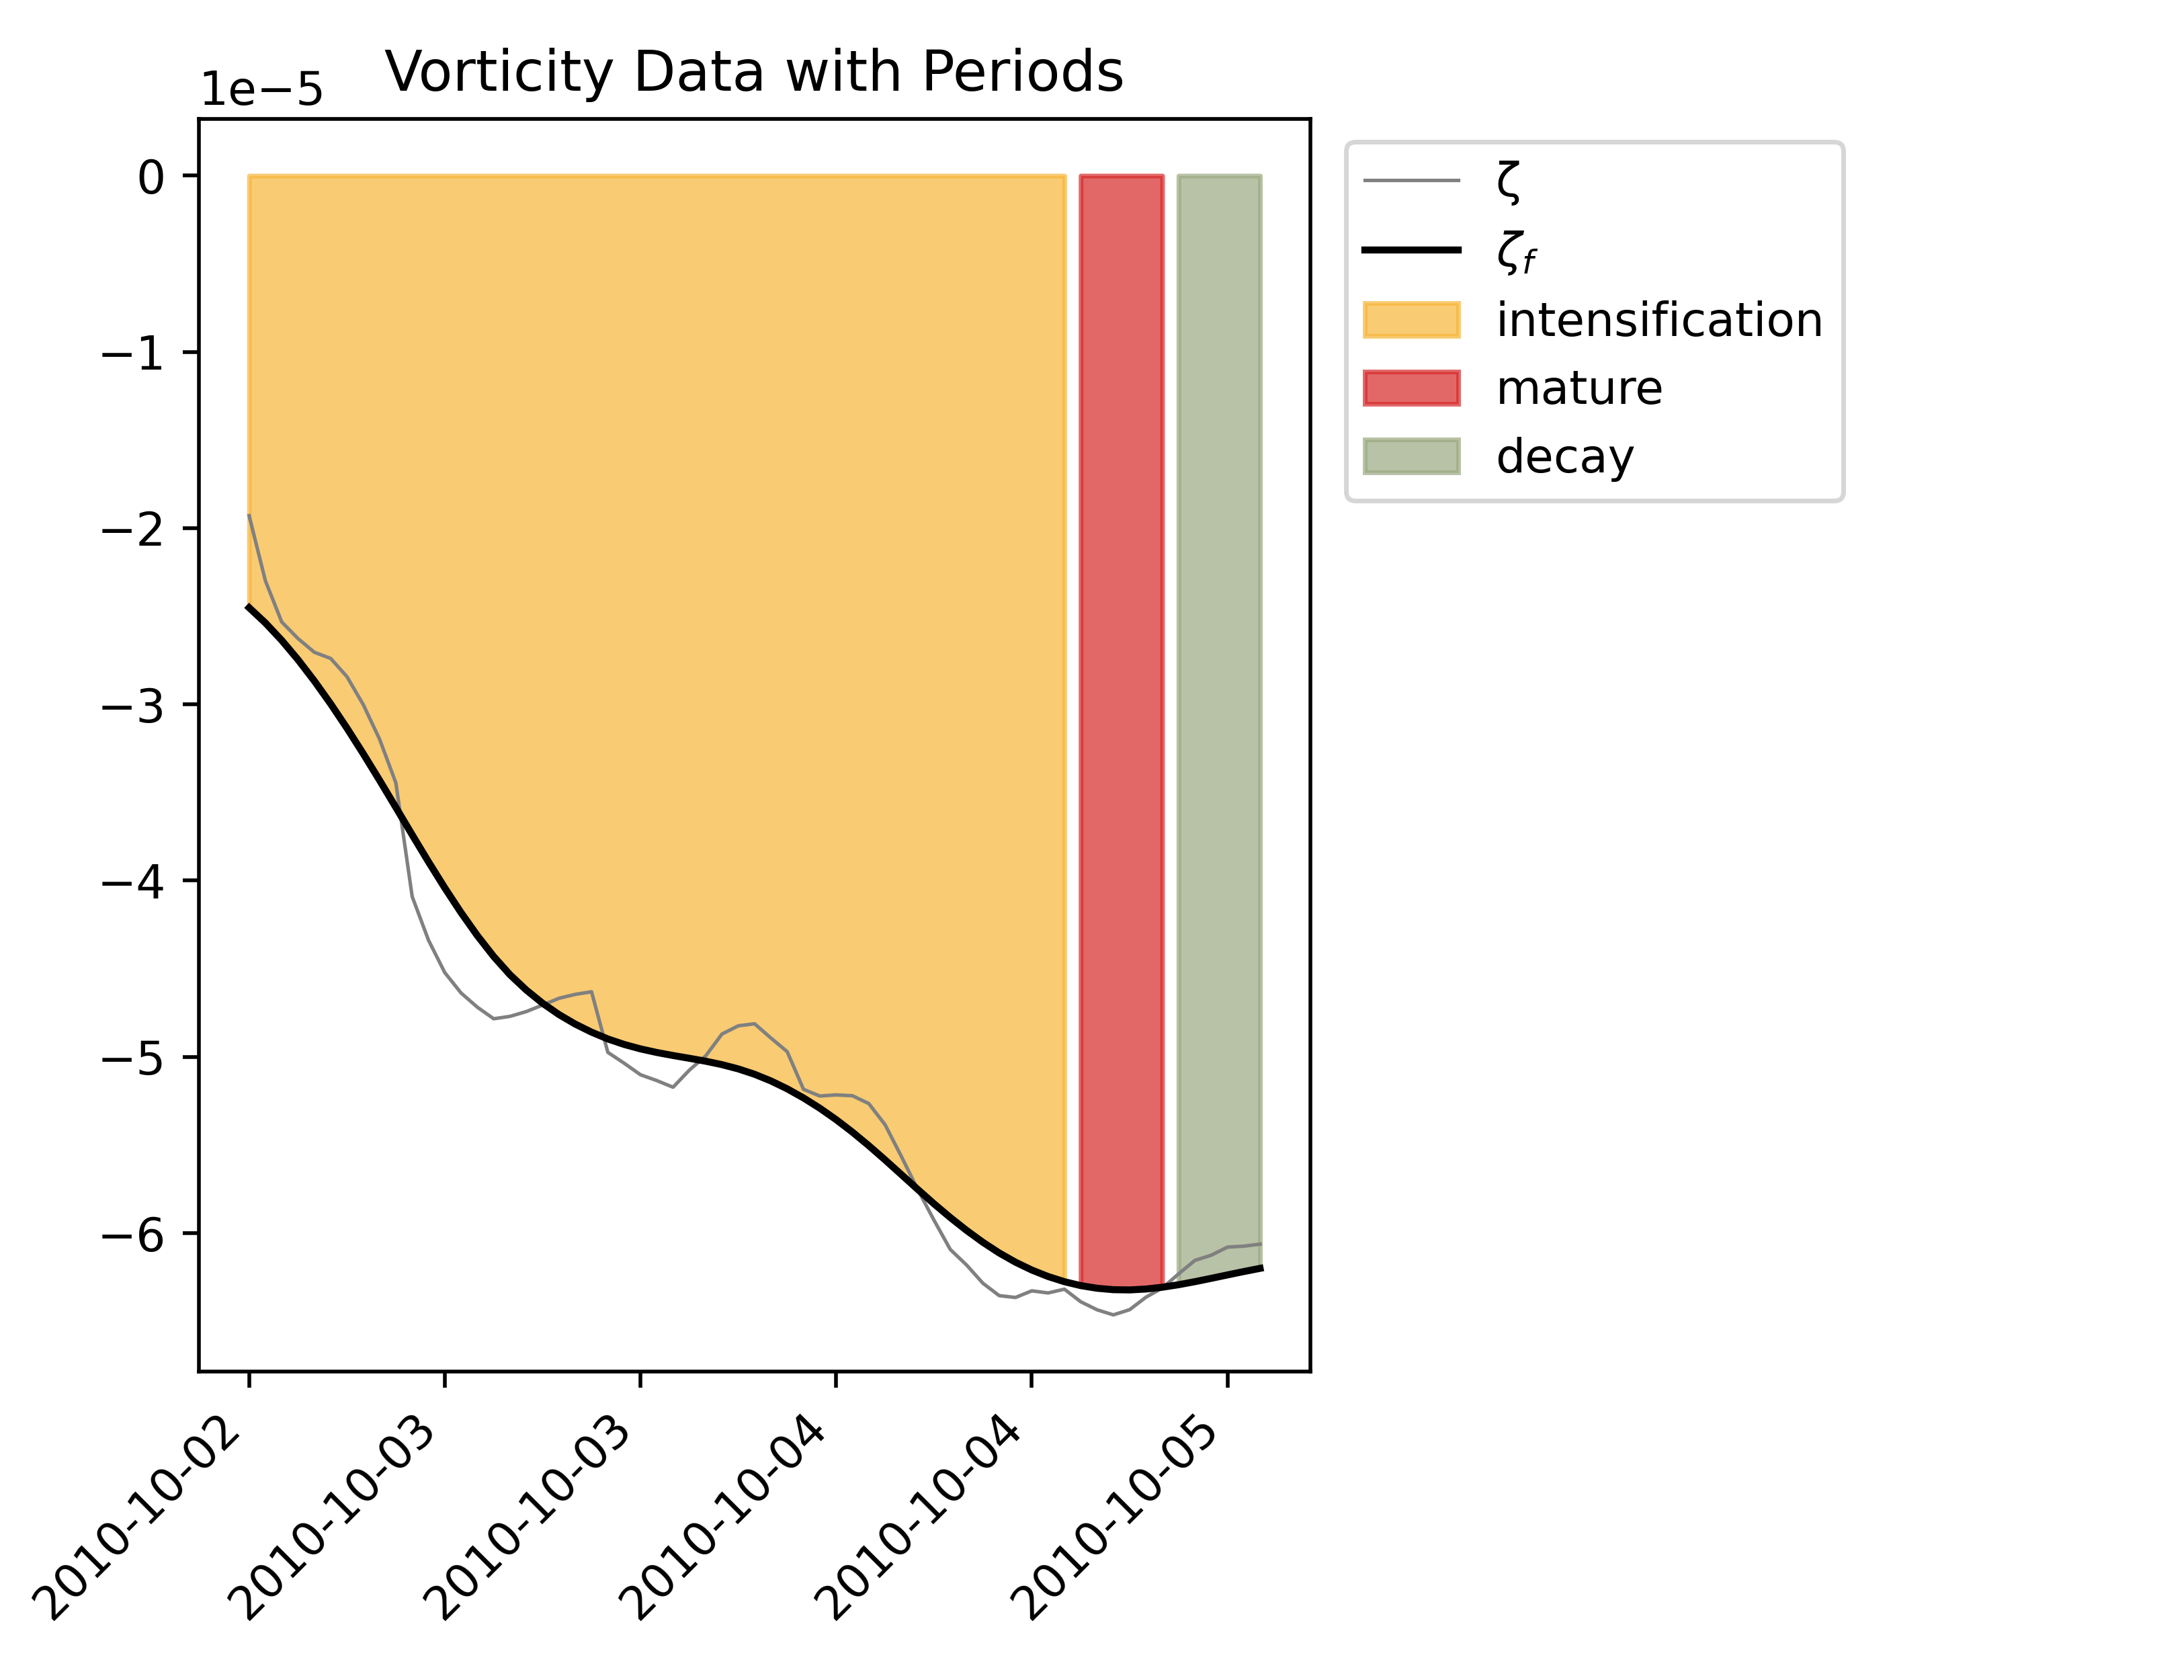 Vorticity Data with Periods
1e−5
0
−1
−2
−3
−4
−5
−6
2010-10-02
2010-10-03
2010-10-03
2010-10-04
2010-10-04
2010-10-05
ζ
ζf
intensification
mature
decay